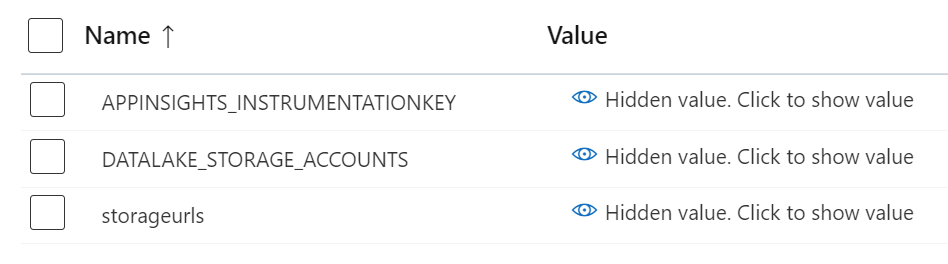 Name ↑ Value
APPINSIGHTS_INSTRUMENTATIONKEY Hidden value. Click to show value
DATALAKE_STORAGE_ACCOUNTS Hidden value. Click to show value
storageurls Hidden value. Click to show value